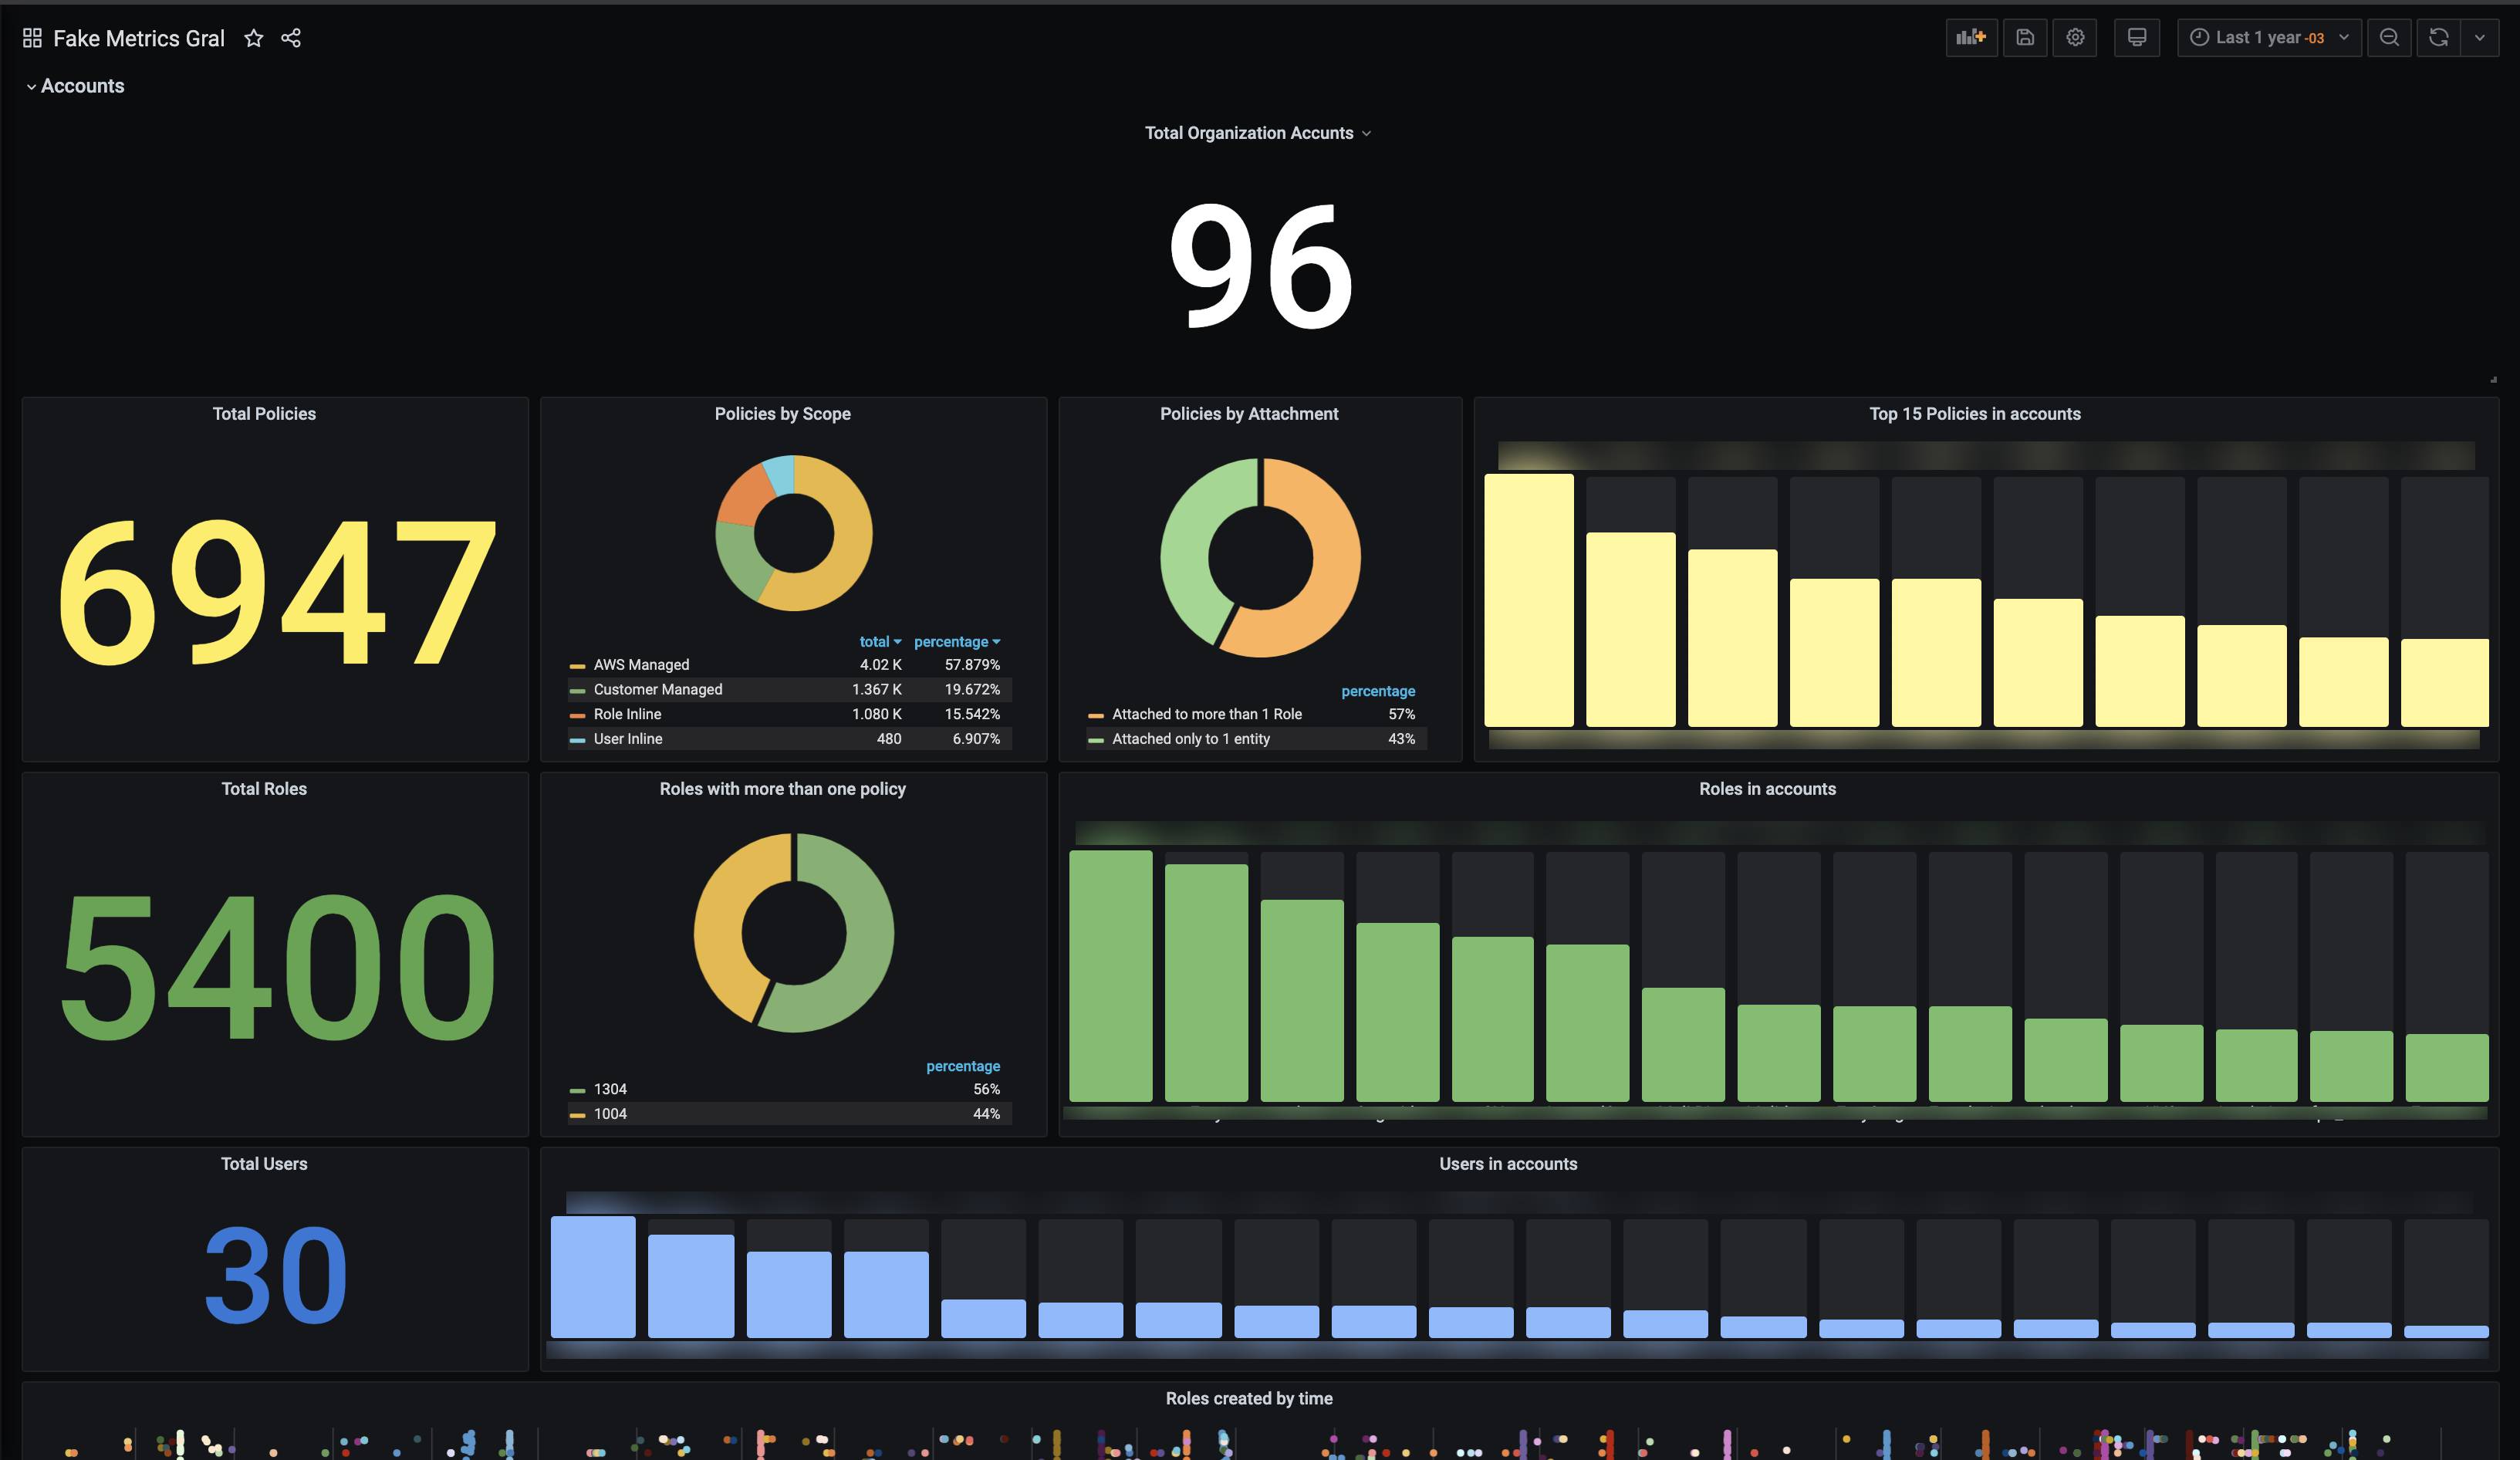 Fake Metrics Gral
Last 1 year -03
Accounts
Total Organization Accunts
96
Total Policies
6947
Policies by Scope
total percentage
AWS Managed 4.02 K 57.879%
Customer Managed 1.367 K 19.672%
Role Inline 1.080 K 15.542%
User Inline 480 6.907%
Policies by Attachment
percentage
Attached to more than 1 Role 57%
Attached only to 1 entity 43%
Top 15 Policies in accounts
Total Roles
5400
Roles with more than one policy
percentage
1304 56%
1004 44%
Roles in accounts
Total Users
30
Users in accounts
Roles created by time